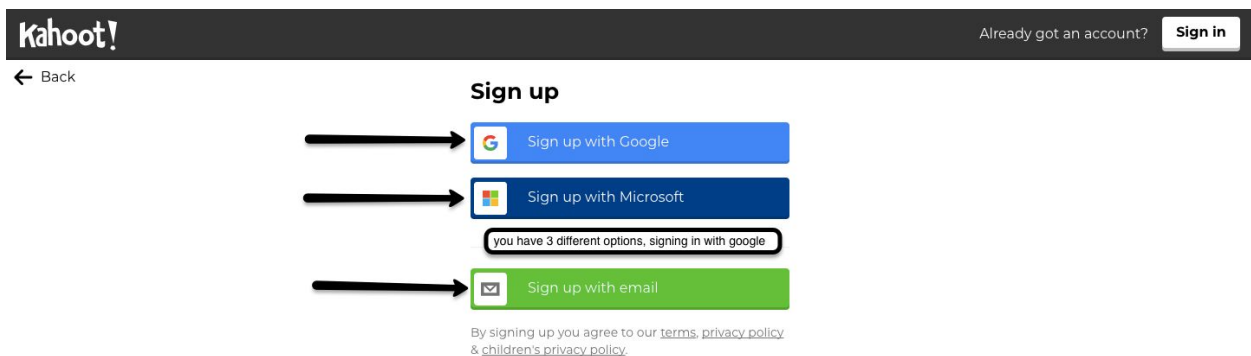 Kahoot!
Already got an account? Sign in
Back
Sign up
Sign up with Google
Sign up with Microsoft
you have 3 different options, signing in with google
Sign up with email
By signing up you agree to our terms, privacy policy
& children's privacy policy.